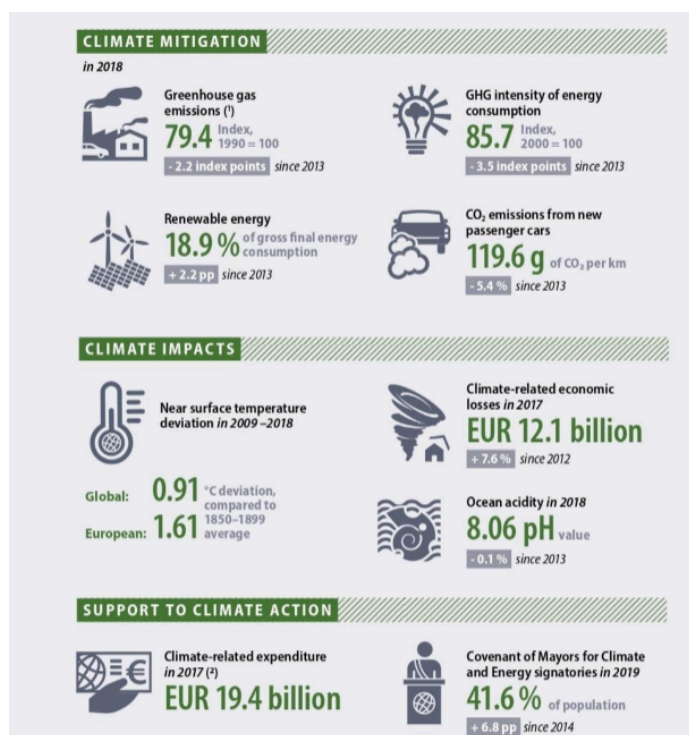 CLIMATE MITIGATION
in 2018
Greenhouse gas
emissions (¹)
79.4 Index,
1990 = 100
- 2.2 index points since 2013
GHG intensity of energy
consumption
85.7 Index,
2000 = 100
- 3.5 index points since 2013
Renewable energy
18.9 % of gross final energy
consumption
+ 2.2 pp since 2013
CO₂ emissions from new
passenger cars
119.6 g of CO₂ per km
- 5.4 % since 2013
CLIMATE IMPACTS
Near surface temperature
deviation in 2009 –2018
Global: 0.91 °C deviation,
compared to
European: 1.61 1850–1899
average
Climate-related economic
losses in 2017
EUR 12.1 billion
+ 7.6 % since 2012
Ocean acidity in 2018
8.06 pH value
- 0.1 % since 2013
SUPPORT TO CLIMATE ACTION
€
Climate-related expenditure
in 2017 (²)
EUR 19.4 billion
Covenant of Mayors for Climate
and Energy signatories in 2019
41.6 % of population
+ 6.8 pp since 2014